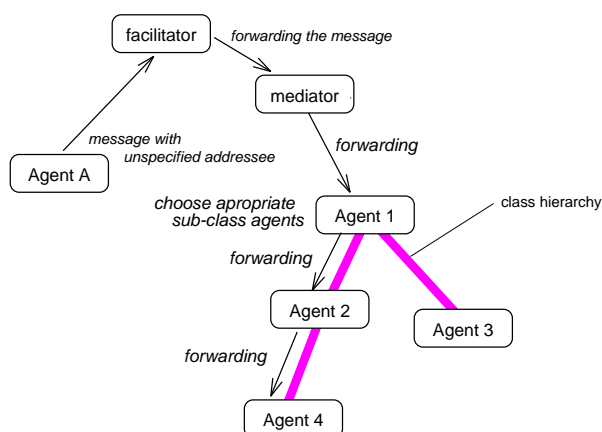 facilitator
forwarding the message
mediator
message with
unspecified addressee
Agent A
forwarding
choose apropriate
sub-class agents
Agent 1
class hierarchy
forwarding
Agent 2
Agent 3
forwarding
Agent 4